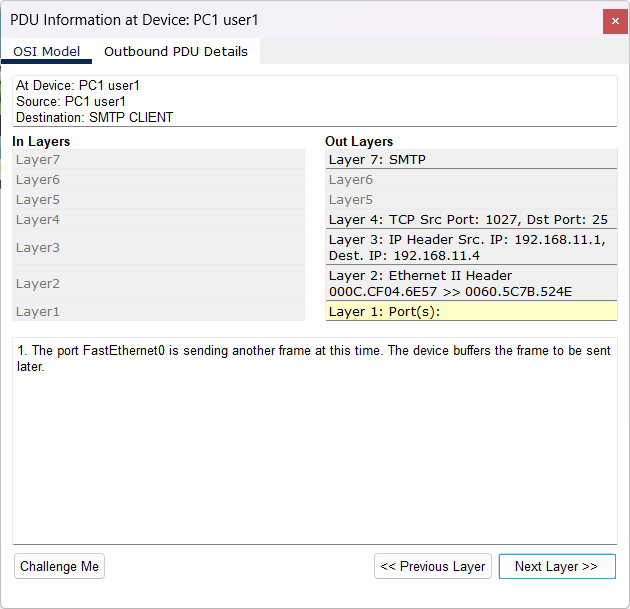 PDU Information at Device: PC1 user1
OSI Model
Outbound PDU Details
At Device: PC1 user1
Source: PC1 user1
Destination: SMTP CLIENT
In Layers
Layer7
Layer6
Layer5
Layer4
Layer3
Layer2
Layer1
Out Layers
Layer 7: SMTP
Layer6
Layer5
Layer 4: TCP Src Port: 1027, Dst Port: 25
Layer 3: IP Header Src. IP: 192.168.11.1,
Dest. IP: 192.168.11.4
Layer 2: Ethernet II Header
000C.CF04.6E57 >> 0060.5C7B.524E
Layer 1: Port(s):
1. The port FastEthernet0 is sending another frame at this time. The device buffers the frame to be sent
later.
Challenge Me
<< Previous Layer
Next Layer >>